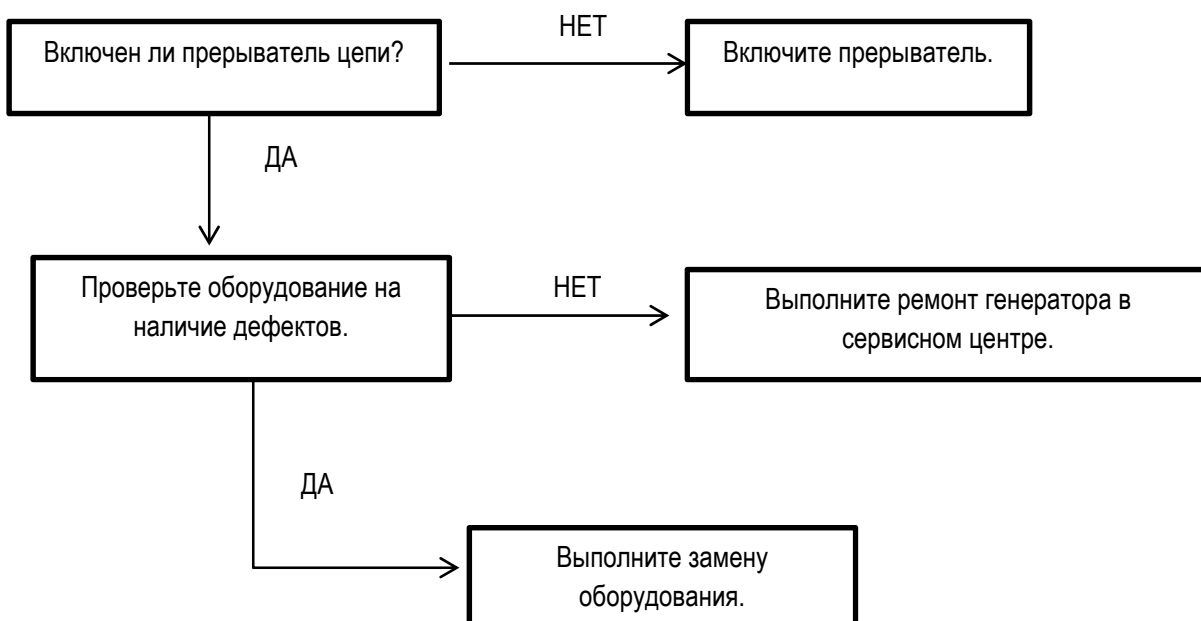 НЕТ
Включен ли прерыватель цепи?
Включите прерыватель.
ДА
Проверьте оборудование на
наличие дефектов.
НЕТ
Выполните ремонт генератора в
сервисном центре.
ДА
Выполните замену
оборудования.